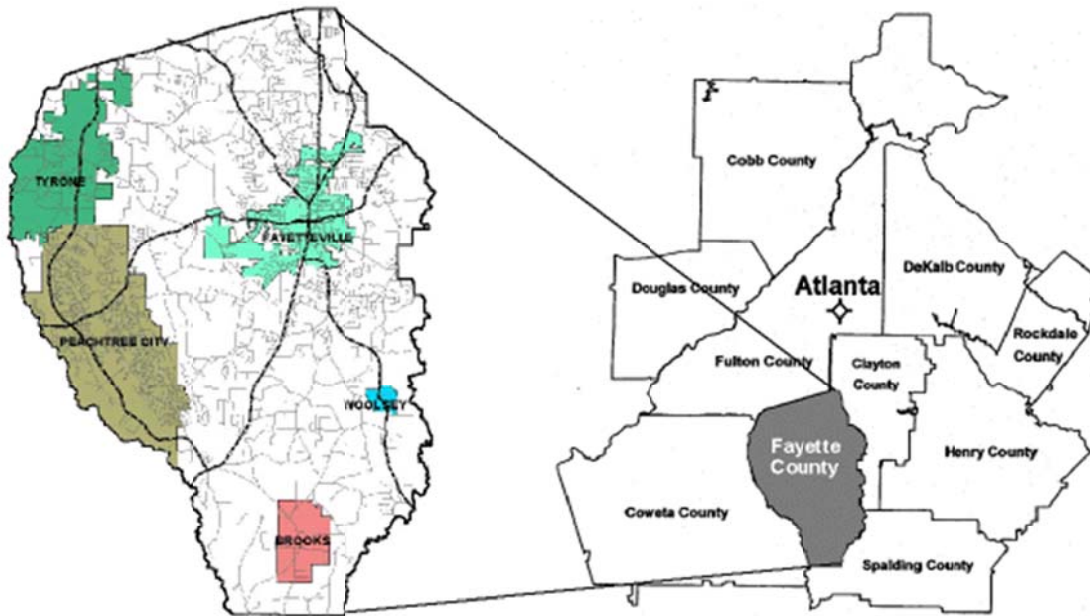 TYRONE
FAYETTEVILLE
PEACHTREE CITY
WOOLSEY
BROOKS
Cobb County
Douglas County
Atlanta
DeKalb County
Rockdale
County
Fulton County
Clayton
County
Fayette
County
Henry County
Coweta County
Spalding County